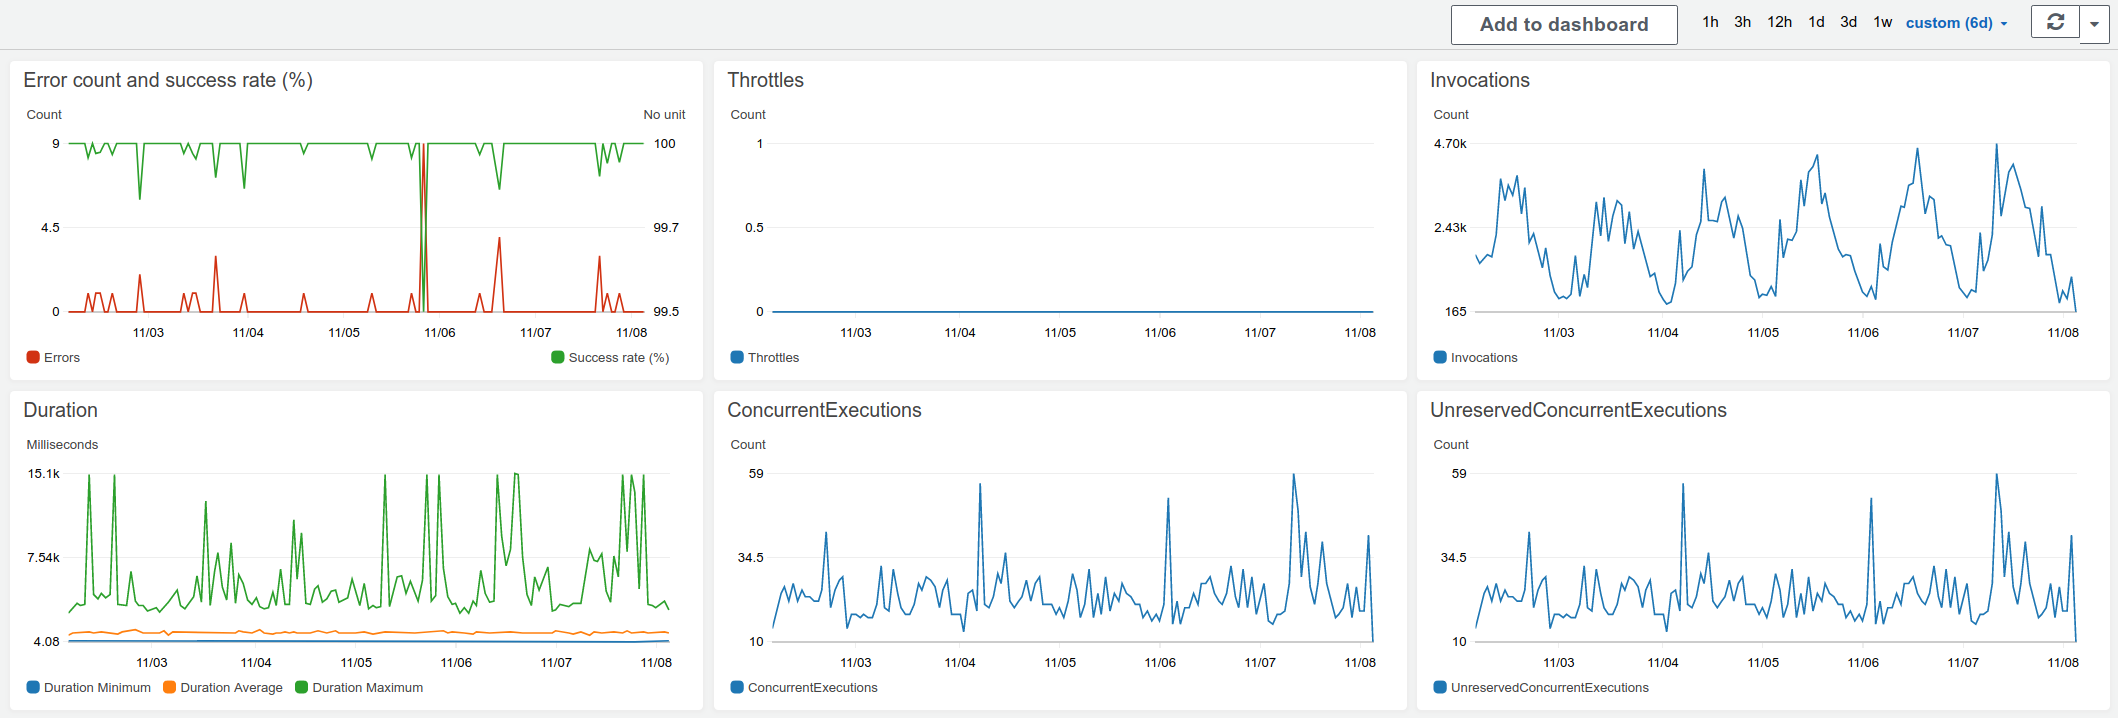 Add to dashboard 1h 3h 12h 1d 3d 1w custom (6d)
Error count and success rate (%)
Count No unit
9 100
4.5 99.7
0 99.5
11/03 11/04 11/05 11/06 11/07 11/08
Errors Success rate (%)
Throttles
Count
1
0.5
0
11/03 11/04 11/05 11/06 11/07 11/08
Throttles
Invocations
Count
4.70k
2.43k
165
11/03 11/04 11/05 11/06 11/07 11/08
Invocations
Duration
Milliseconds
15.1k
7.54k
4.08
11/03 11/04 11/05 11/06 11/07 11/08
Duration Minimum Duration Average Duration Maximum
ConcurrentExecutions
Count
59
34.5
10
11/03 11/04 11/05 11/06 11/07 11/08
ConcurrentExecutions
UnreservedConcurrentExecutions
Count
59
34.5
10
11/03 11/04 11/05 11/06 11/07 11/08
UnreservedConcurrentExecutions